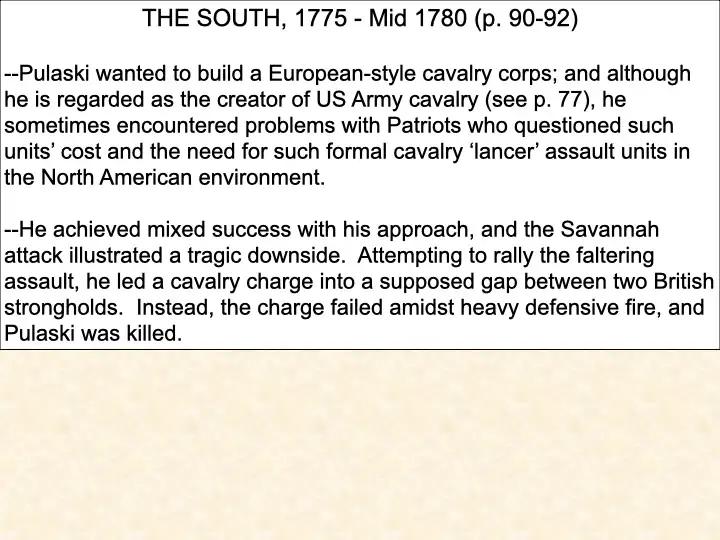 THE SOUTH, 1775 - Mid 1780 (p. 90-92)
--Pulaski wanted to build a European-style cavalry corps; and although
he is regarded as the creator of US Army cavalry (see p. 77), he
sometimes encountered problems with Patriots who questioned such
units’ cost and the need for such formal cavalry ‘lancer’ assault units in
the North American environment.
--He achieved mixed success with his approach, and the Savannah
attack illustrated a tragic downside.  Attempting to rally the faltering
assault, he led a cavalry charge into a supposed gap between two British
strongholds.  Instead, the charge failed amidst heavy defensive fire, and
Pulaski was killed.